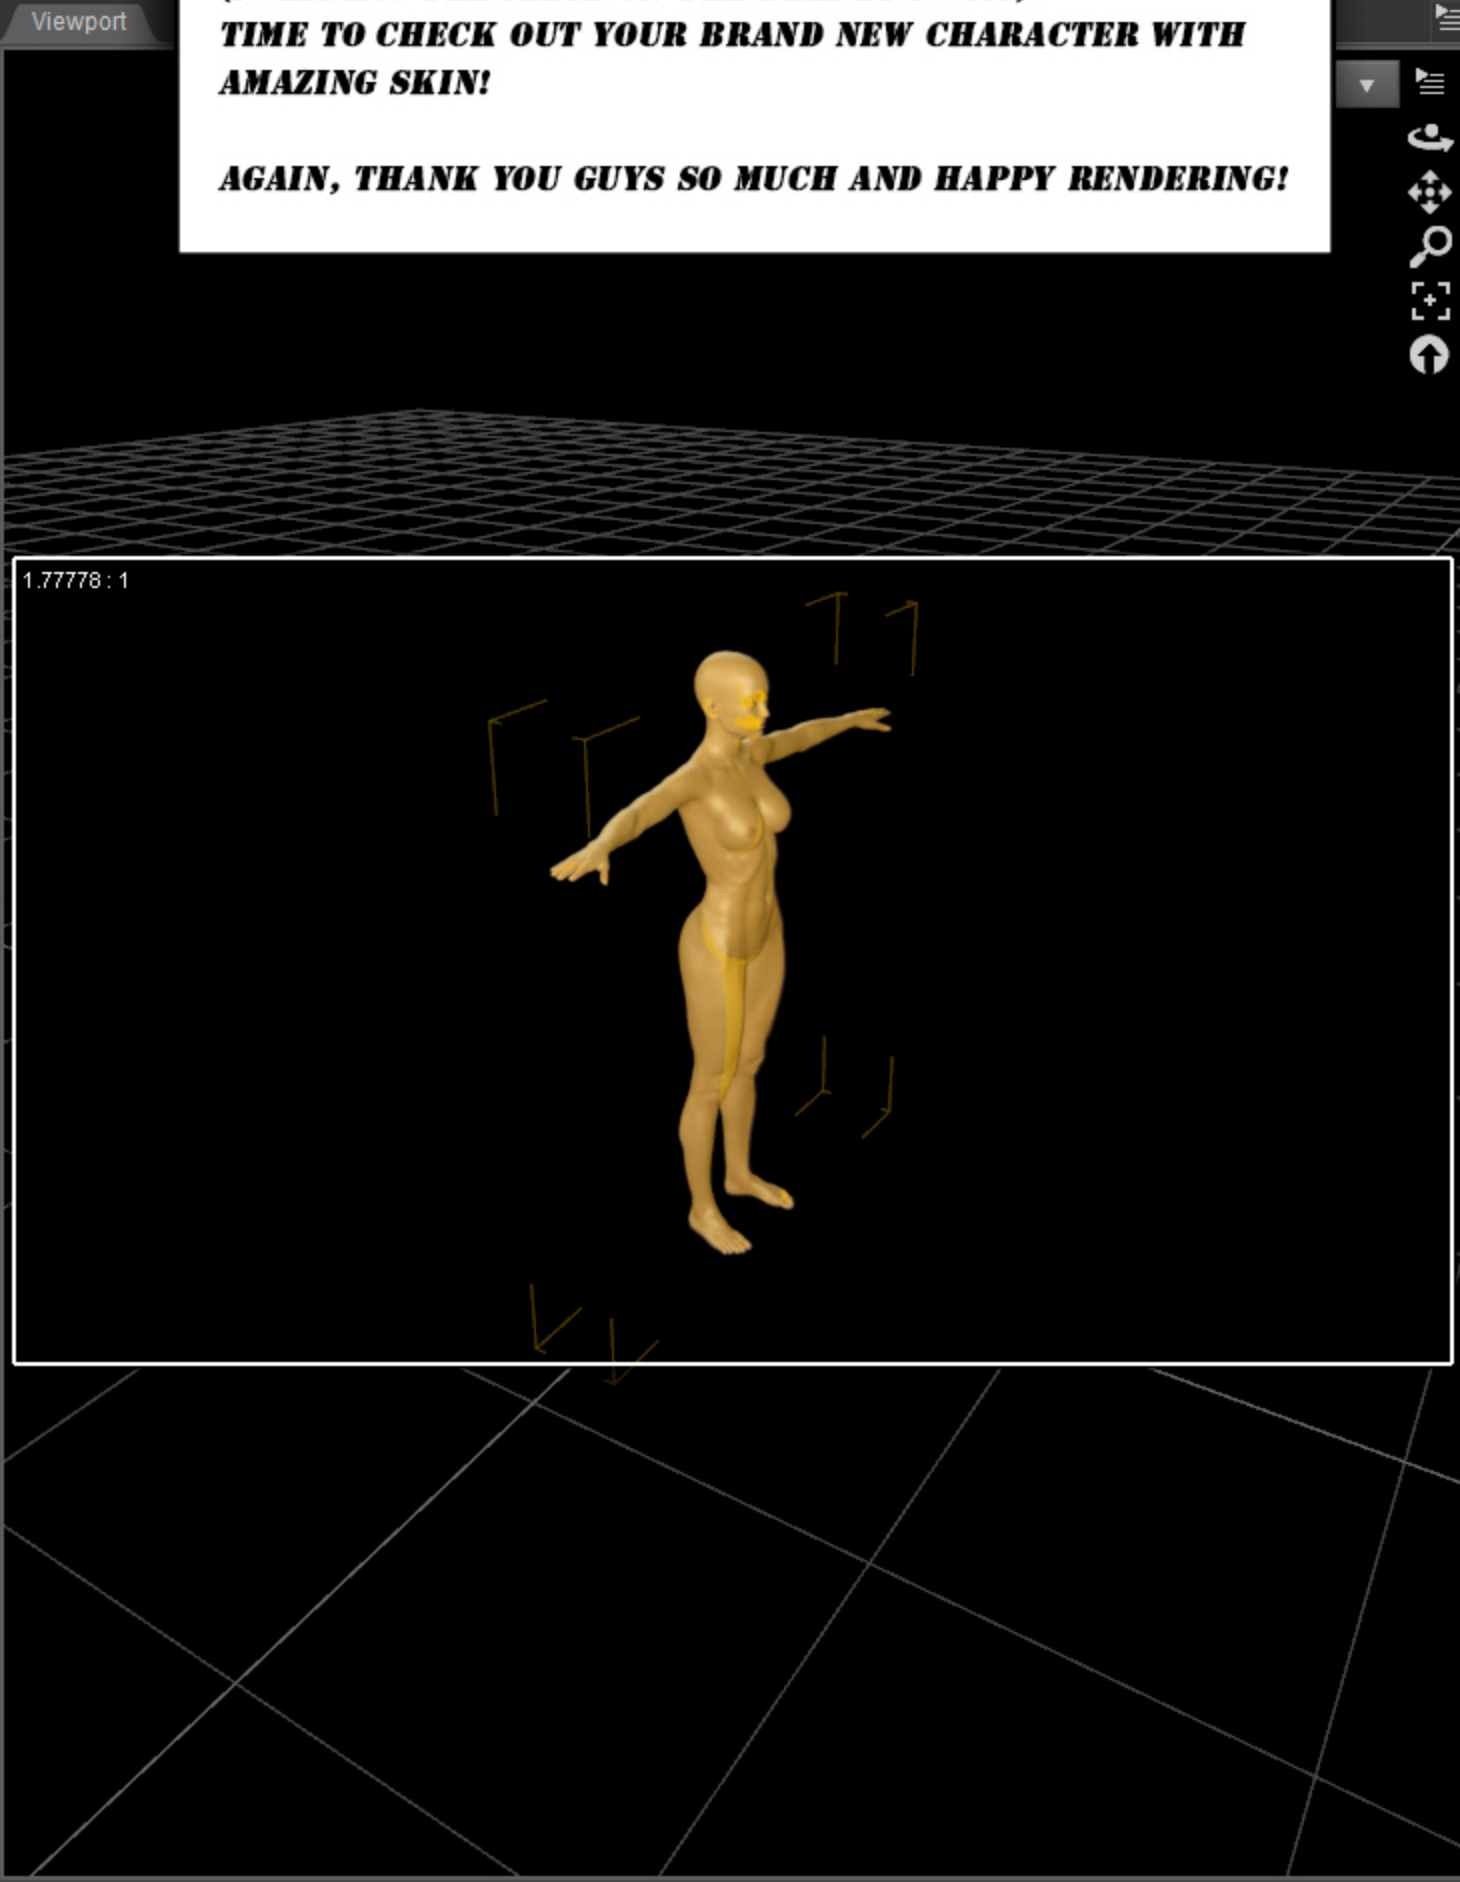 Viewport
TIME TO CHECK OUT YOUR BRAND NEW CHARACTER WITH
AMAZING SKIN!
AGAIN, THANK YOU GUYS SO MUCH AND HAPPY RENDERING!
1.77778 : 1